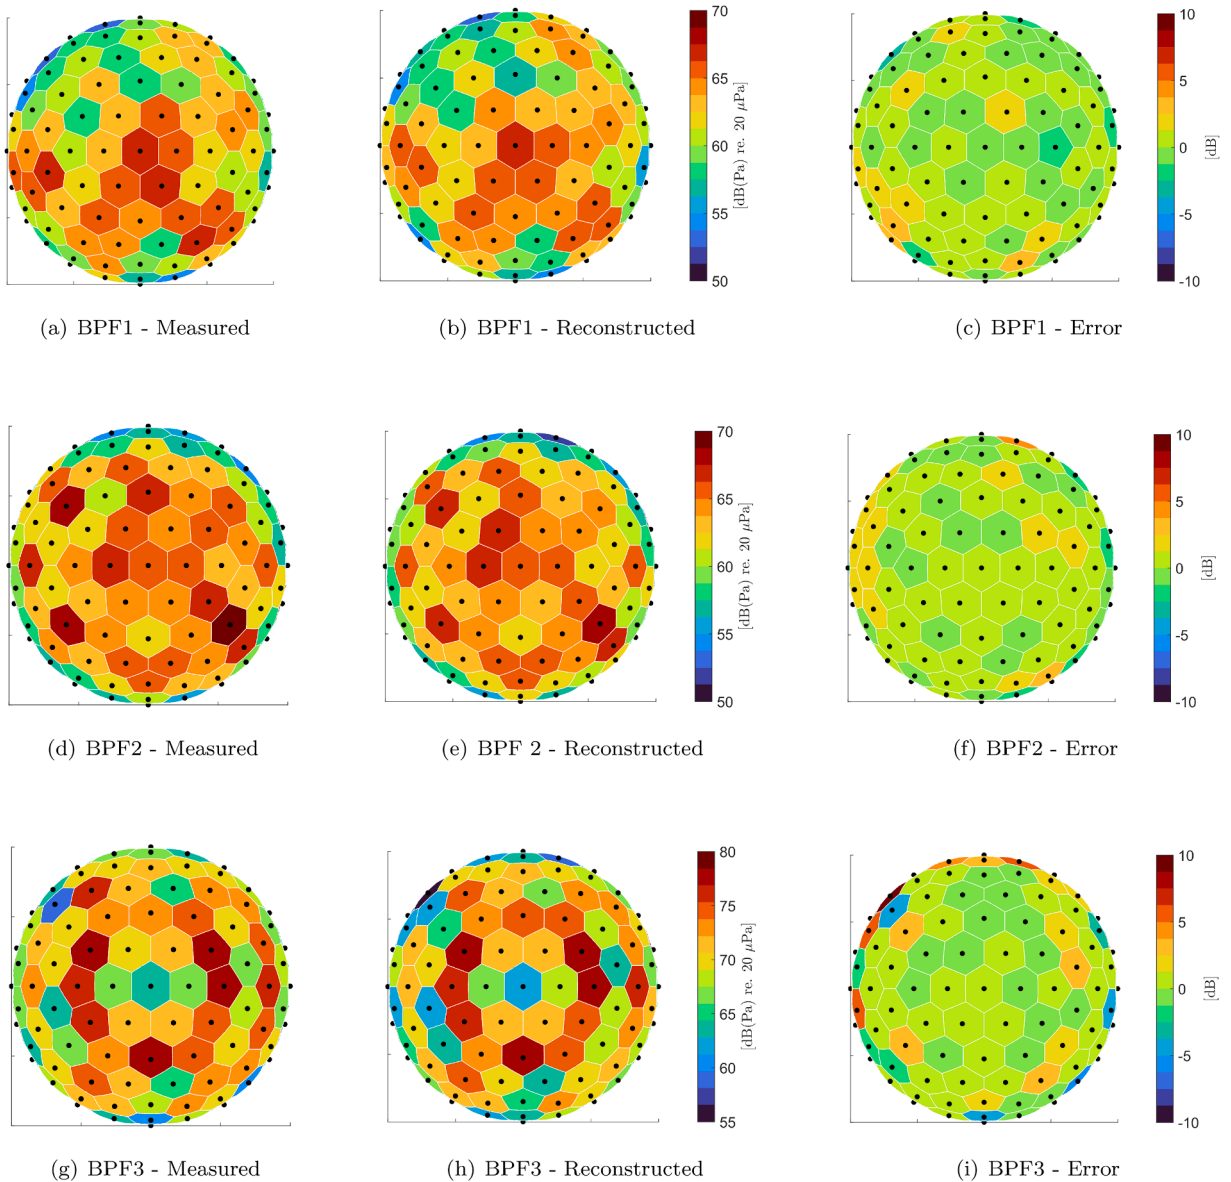 70
65
60
55
50
[dB(Pa) re. 20 μPa]
10
5
0
-5
-10
[dB]
(a) BPF1 - Measured
(b) BPF1 - Reconstructed
(c) BPF1 - Error
70
65
60
55
50
[dB(Pa) re. 20 μPa]
10
5
0
-5
-10
[dB]
(d) BPF2 - Measured
(e) BPF 2 - Reconstructed
(f) BPF2 - Error
80
75
70
65
60
55
[dB(Pa) re. 20 μPa]
10
5
0
-5
-10
[dB]
(g) BPF3 - Measured
(h) BPF3 - Reconstructed
(i) BPF3 - Error